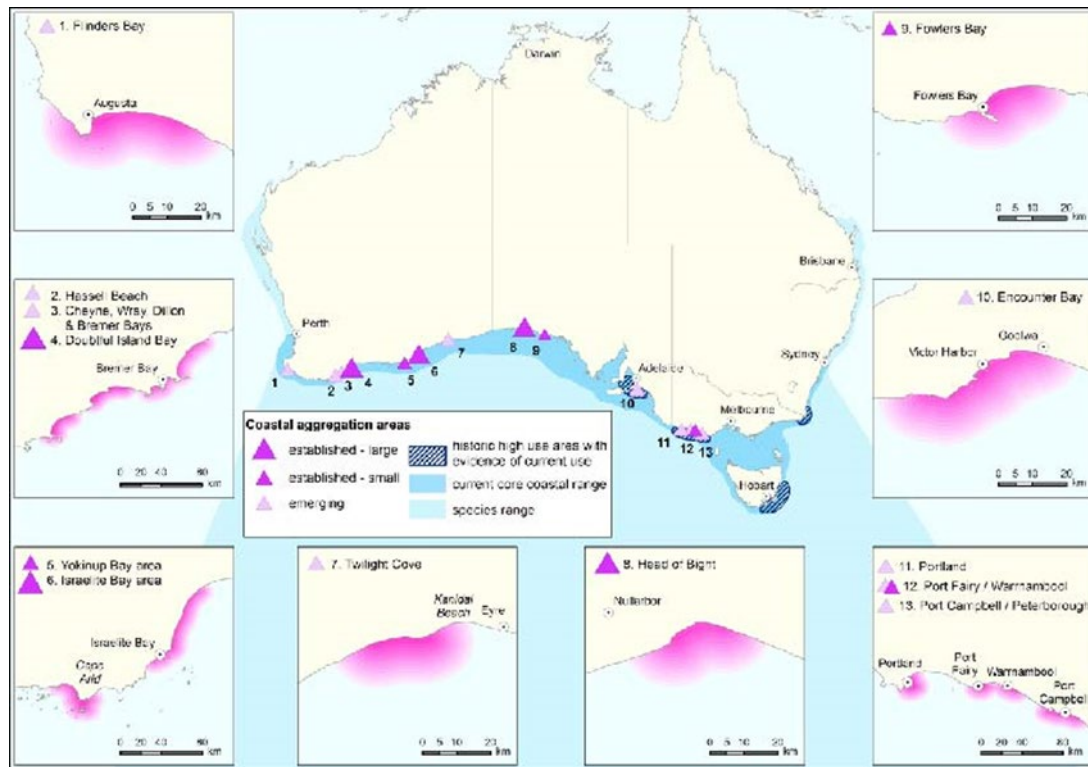 1. Flinders Bay
Augusta
0 5 10 20
km
Darwin
9. Fowlers Bay
Fowlers Bay
0 5 10 20
km
2. Hassell Beach
3. Cheyne, Wray, Dillon
& Bremer Bays
4. Doubtful Island Bay
Bremer Bay
0 20 40 80
km
Perth
Brisbane
Sydney
Adelaide
Melbourne
Hobart
1
2
3
4
5
6
7
8
9
10
11
12
13
Coastal aggregation areas
established - large
established - small
emerging
historic high use area with
evidence of current use
current core coastal range
species range
10. Encounter Bay
Goolwa
Victor Harbor
0 5 10 20
km
5. Yokinup Bay area
6. Israelite Bay area
Israelite Bay
Cape
Arid
0 20 40 80
km
7. Twilight Cove
Kanidal
Beach
Eyre
0 5 10 20
km
8. Head of Bight
Nullarbor
0 5 10 20
km
11. Portland
12. Port Fairy / Warrnambool
13. Port Campbell / Peterborough
Portland
Port
Fairy
Warrnambool
Port
Campbell
0 20 40 80
km